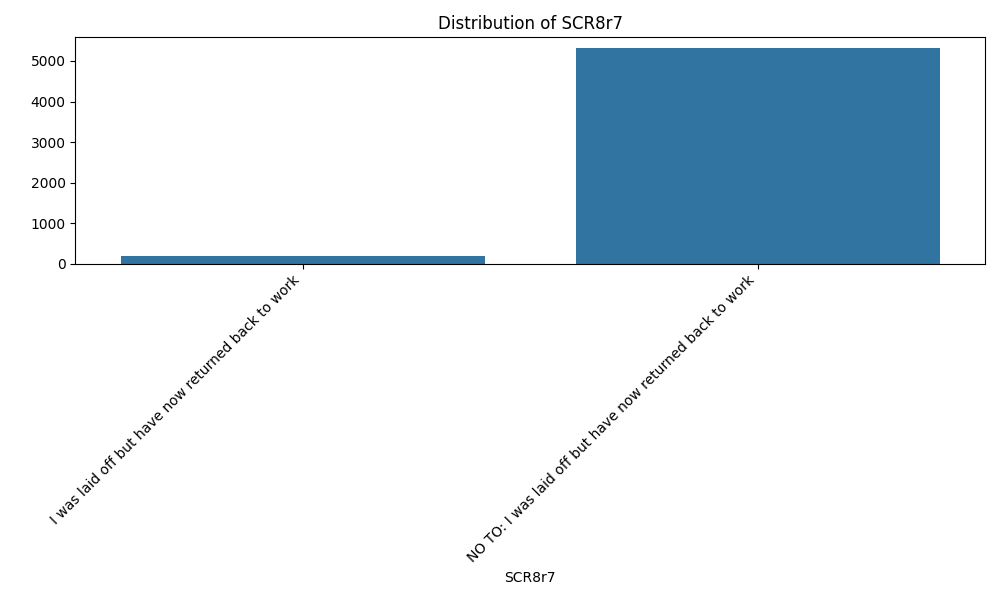 Distribution of SCR8r7
5000
4000
3000
2000
1000
0
I was laid off but have now returned back to work
NO TO: I was laid off but have now returned back to work
SCR8r7